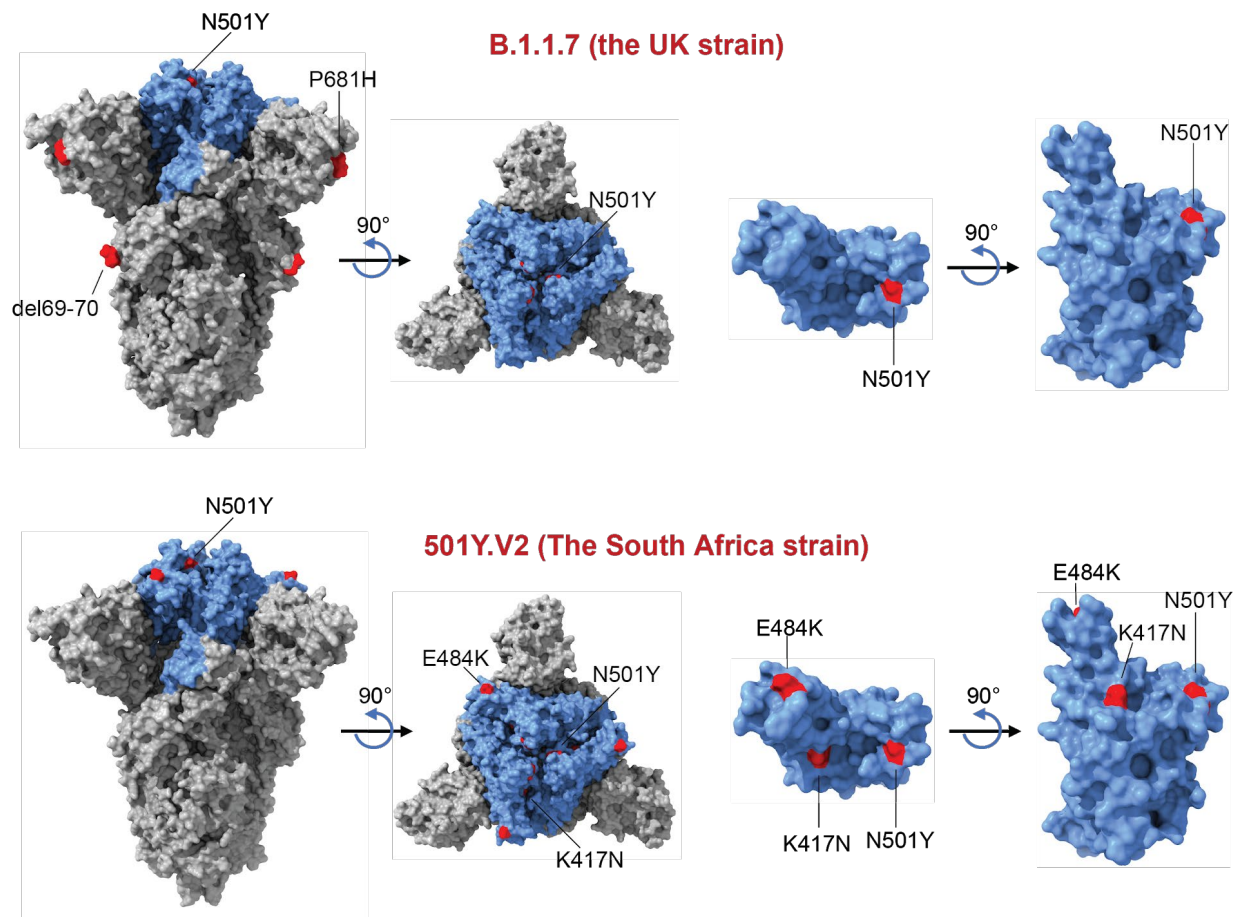 N501Y
B.1.1.7 (the UK strain)
P681H
N501Y
N501Y
90°
90°
del69-70
N501Y
N501Y
501Y.V2 (The South Africa strain)
E484K
N501Y
E484K
K417N
E484K
N501Y
90°
90°
K417N
K417N
N501Y